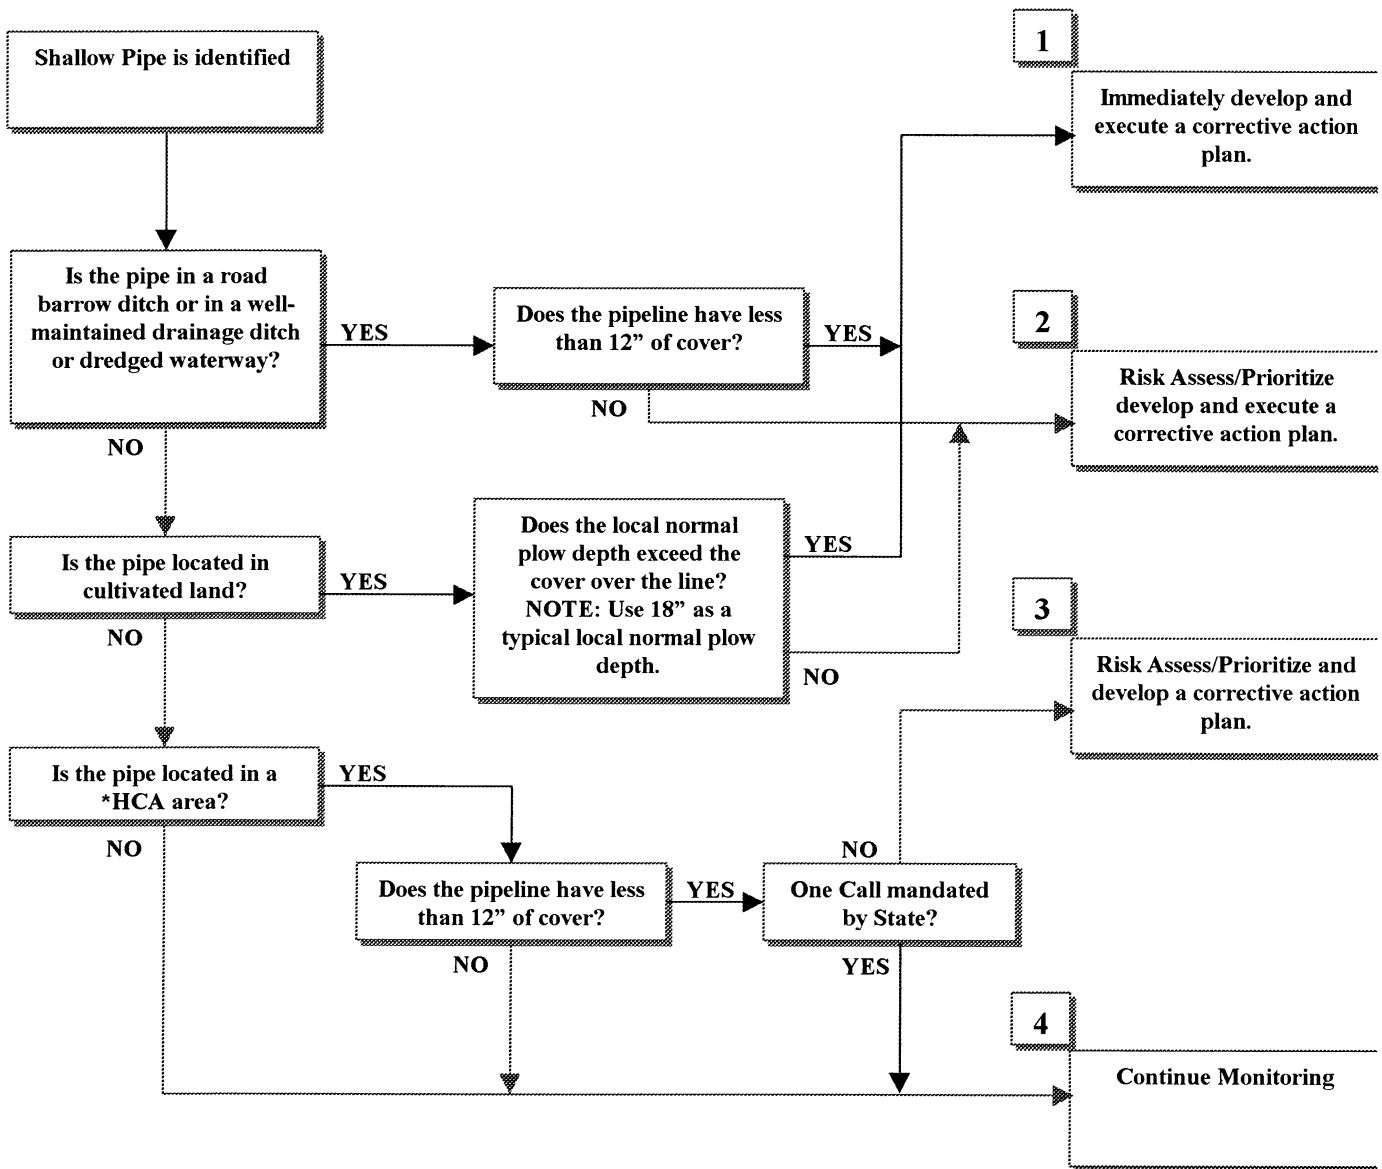 Shallow Pipe is identified
1
Immediately develop and
execute a corrective action
plan.
Is the pipe in a road
barrow ditch or in a well-
maintained drainage ditch
or dredged waterway?
YES
NO
Does the pipeline have less
than 12” of cover?
YES
NO
2
Risk Assess/Prioritize
develop and execute a
corrective action plan.
Is the pipe located in
cultivated land?
YES
NO
Does the local normal
plow depth exceed the
cover over the line?
NOTE: Use 18” as a
typical local normal plow
depth.
YES
NO
3
Risk Assess/Prioritize and
develop a corrective action
plan.
Is the pipe located in a
*HCA area?
YES
NO
Does the pipeline have less
than 12” of cover?
YES
NO
One Call mandated
by State?
NO
YES
4
Continue Monitoring